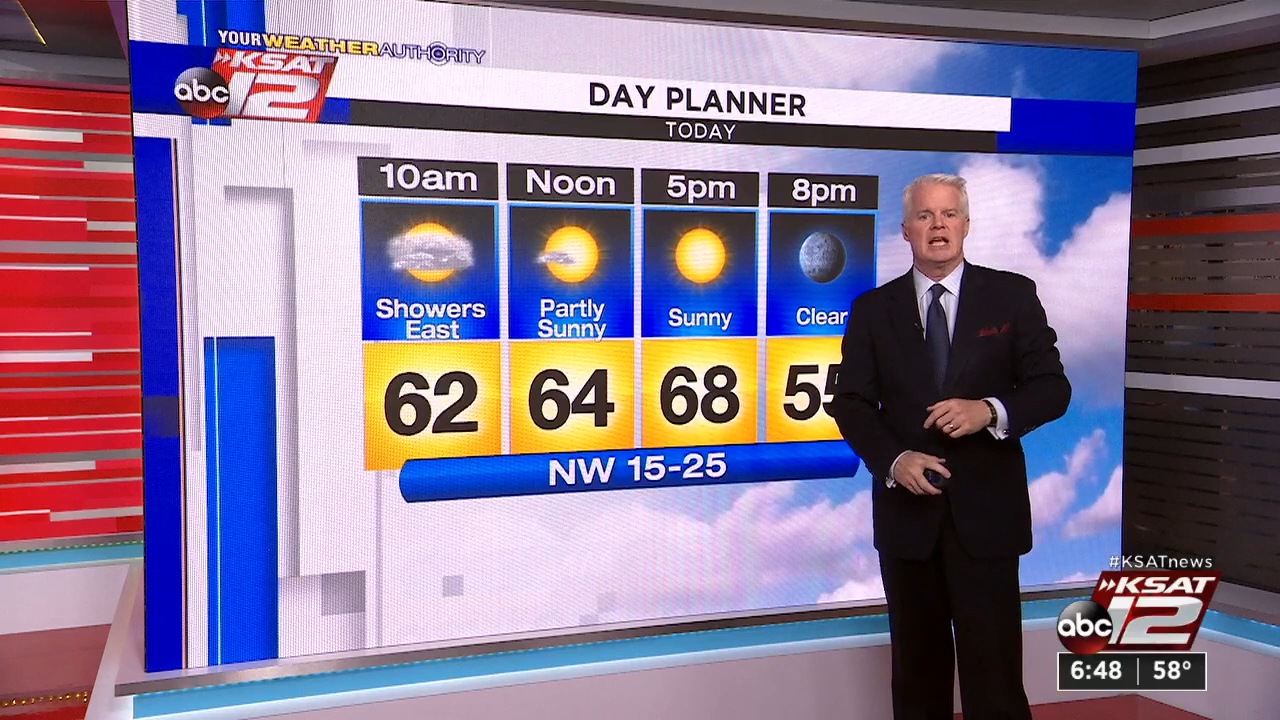 YOUR WEATHER AUTHORITY
KSAT
abc 12
DAY PLANNER
TODAY
10am Noon 5pm 8pm
Showers East
Partly Sunny
Sunny
Clear
62 64 68 55
NW 15-25
#KSATnews
KSAT
abc 12
6:48 58°